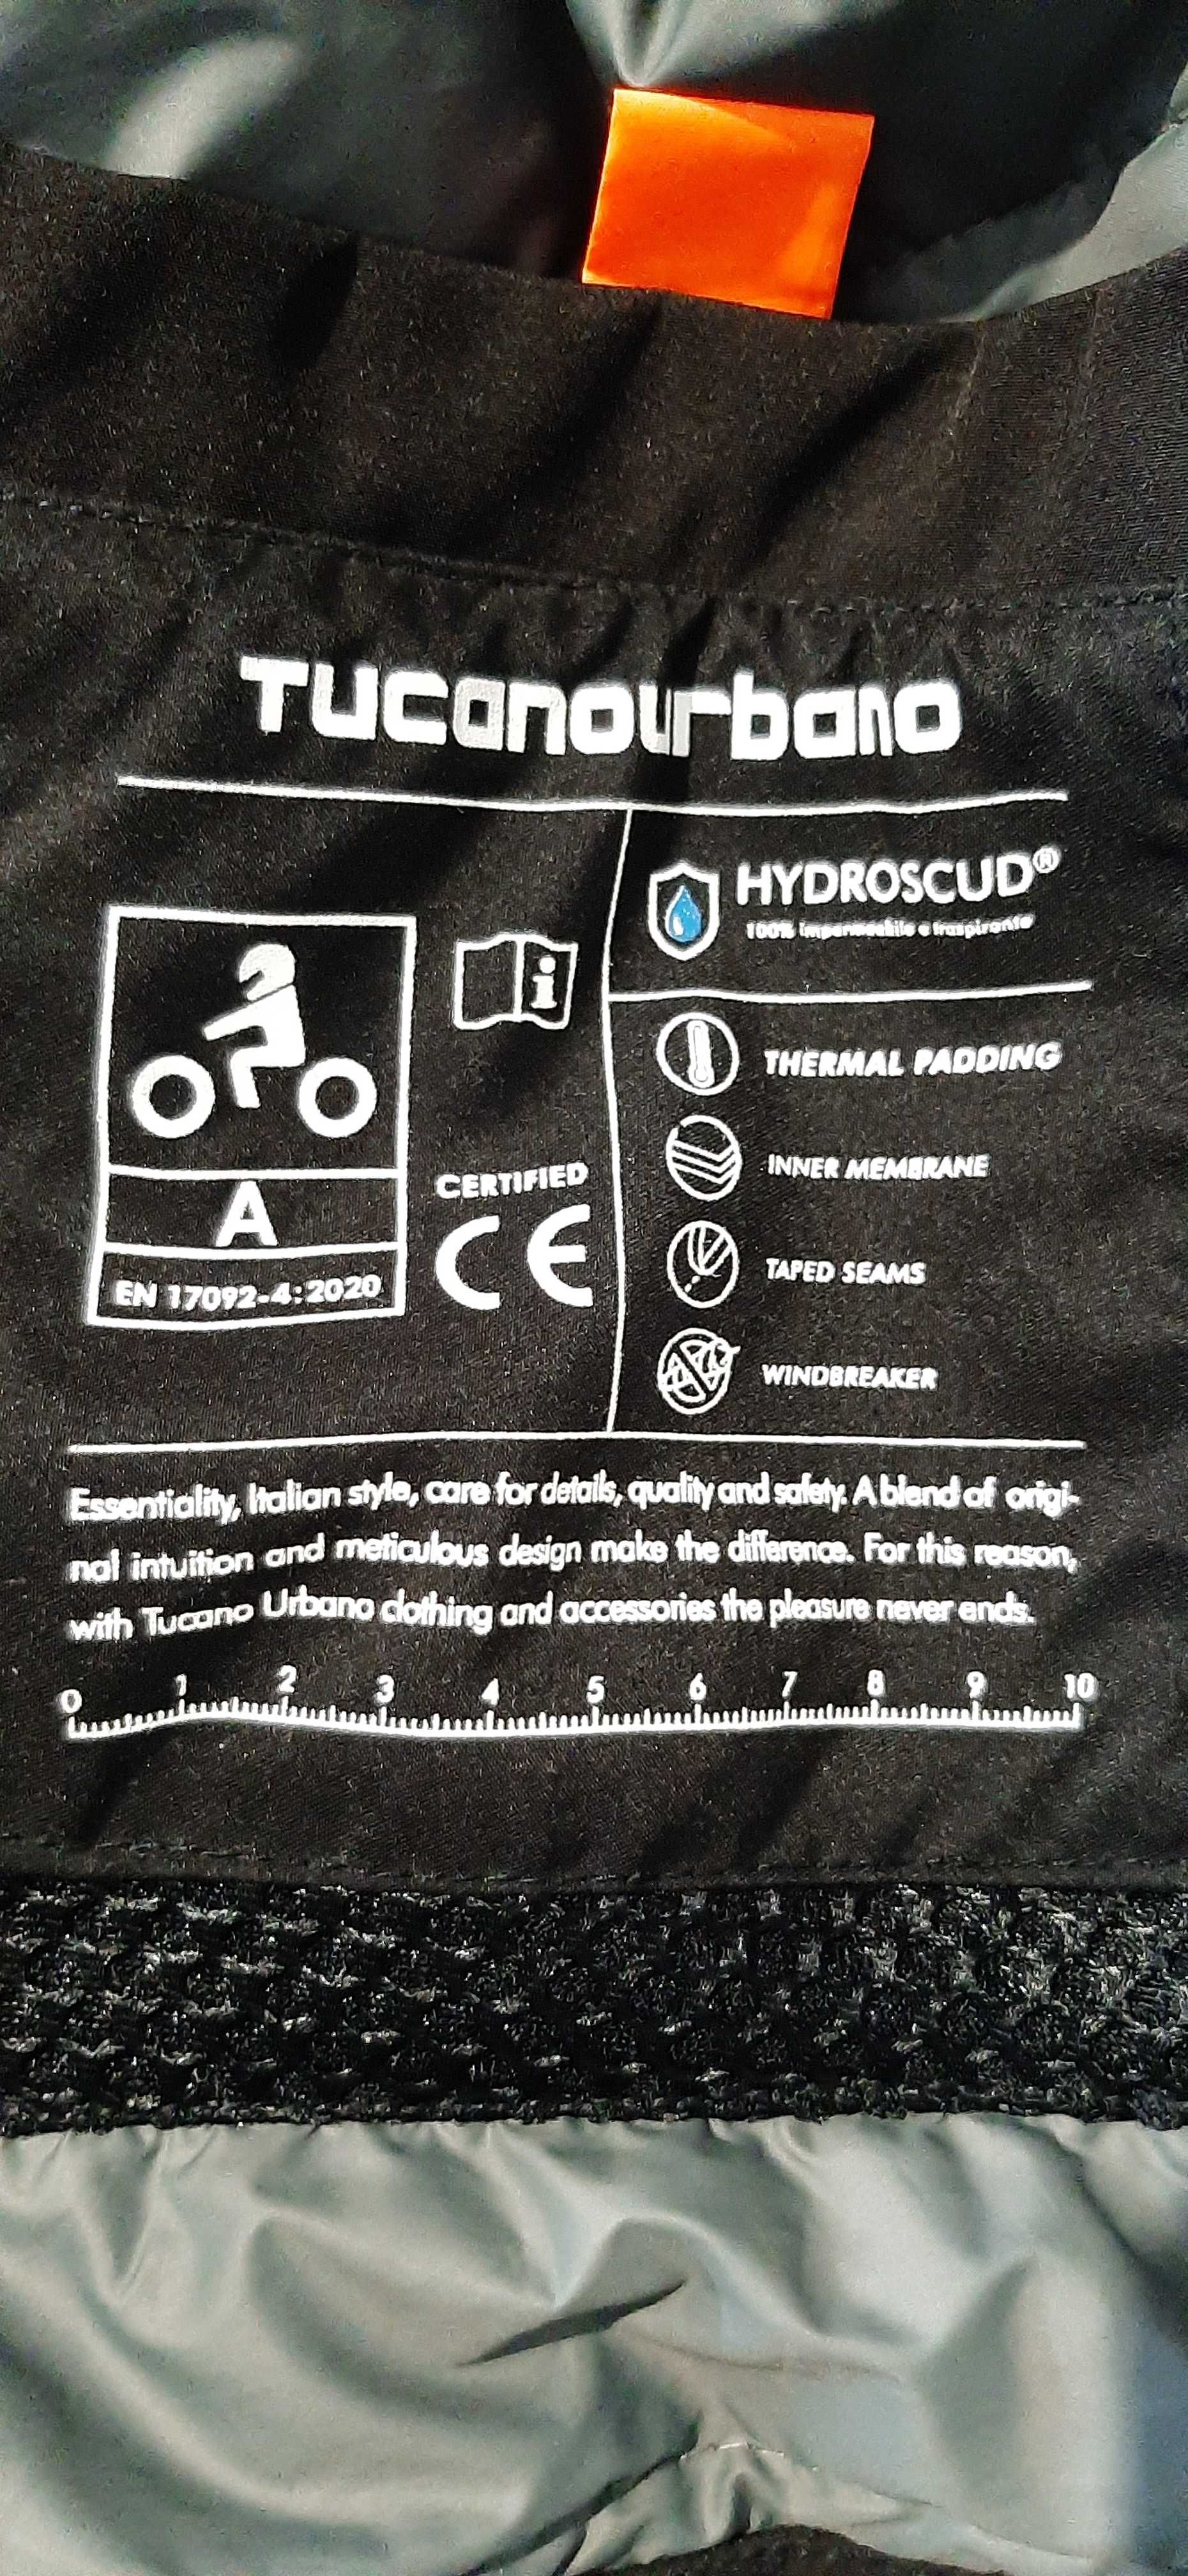 TUCANOURBANO
HYDROSCUD®
100% impermeabile e traspirante
i
THERMAL PADDING
INNER MEMBRANE
CERTIFIED
CE
A
TAPED SEAMS
EN 17092-4:2020
WINDBREAKER
Essentiality, Italian style, care for details, quality and safety. A blend of origi-
nal intuition and meticulous design make the difference. For this reason,
with Tucano Urbano clothing and accessories the pleasure never ends.
0 1 2 3 4 5 6 7 8 9 10